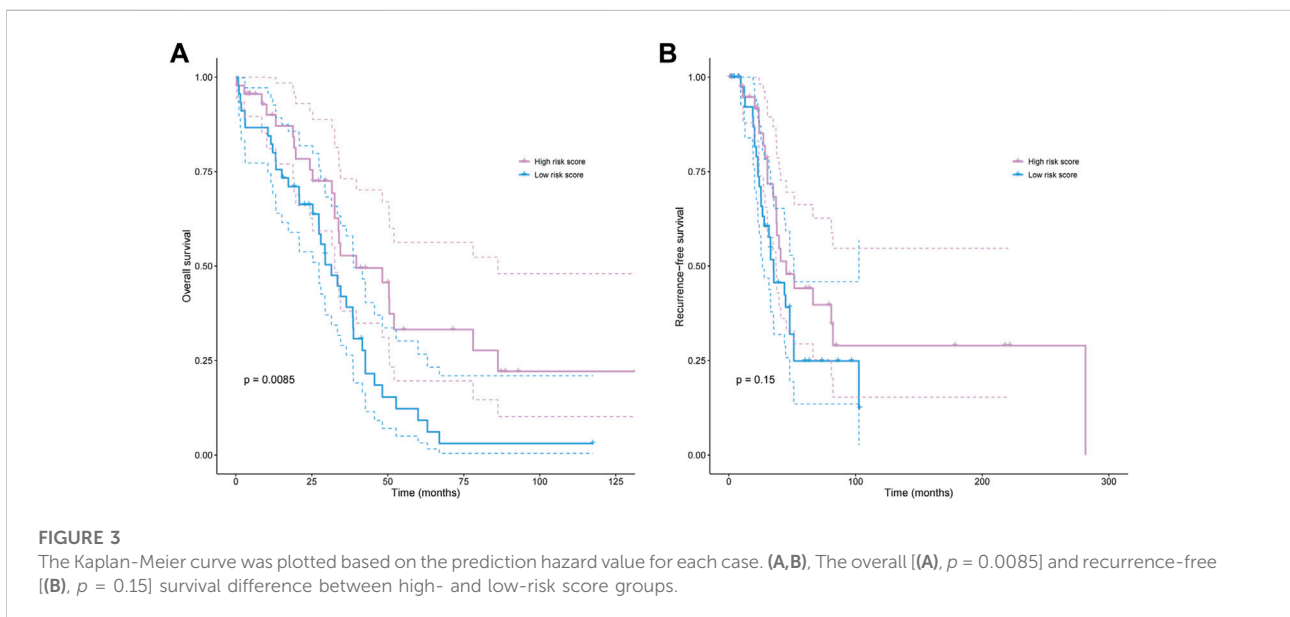 A
B
1.00
0.75
0.50
0.25
0.00
Overall survival
High risk score
Low risk score
p = 0.0085
0 25 50 75 100 125
Time (months)
1.00
0.75
0.50
0.25
0.00
Recurrence-free survival
High risk score
Low risk score
p = 0.15
0 100 200 300
Time (months)
FIGURE 3
The Kaplan-Meier curve was plotted based on the prediction hazard value for each case. (A,B), The overall [(A), p = 0.0085] and recurrence-free
[(B), p = 0.15] survival difference between high- and low-risk score groups.